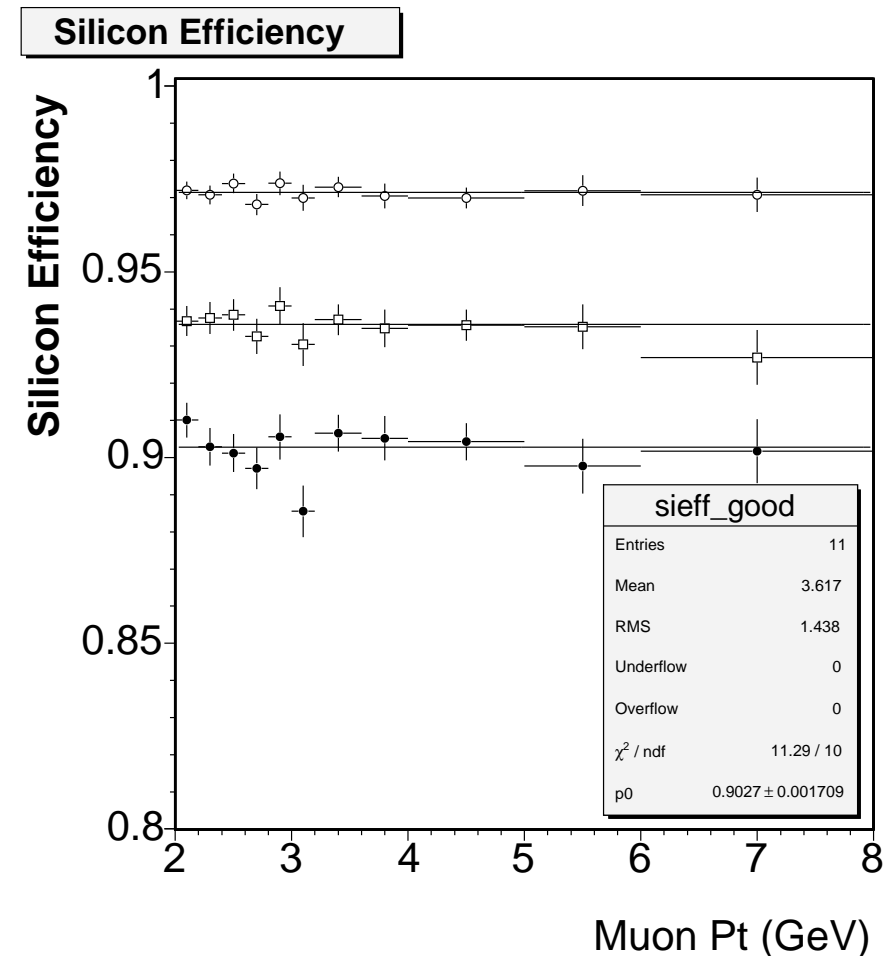 Silicon Efficiency
Silicon Efficiency
1
0.95
0.9
0.85
0.8
2 3 4 5 6 7 8
Muon Pt (GeV)
sieff_good
Entries 11
Mean 3.617
RMS 1.438
Underflow 0
Overflow 0
χ² / ndf 11.29 / 10
p0 0.9027 ± 0.001709